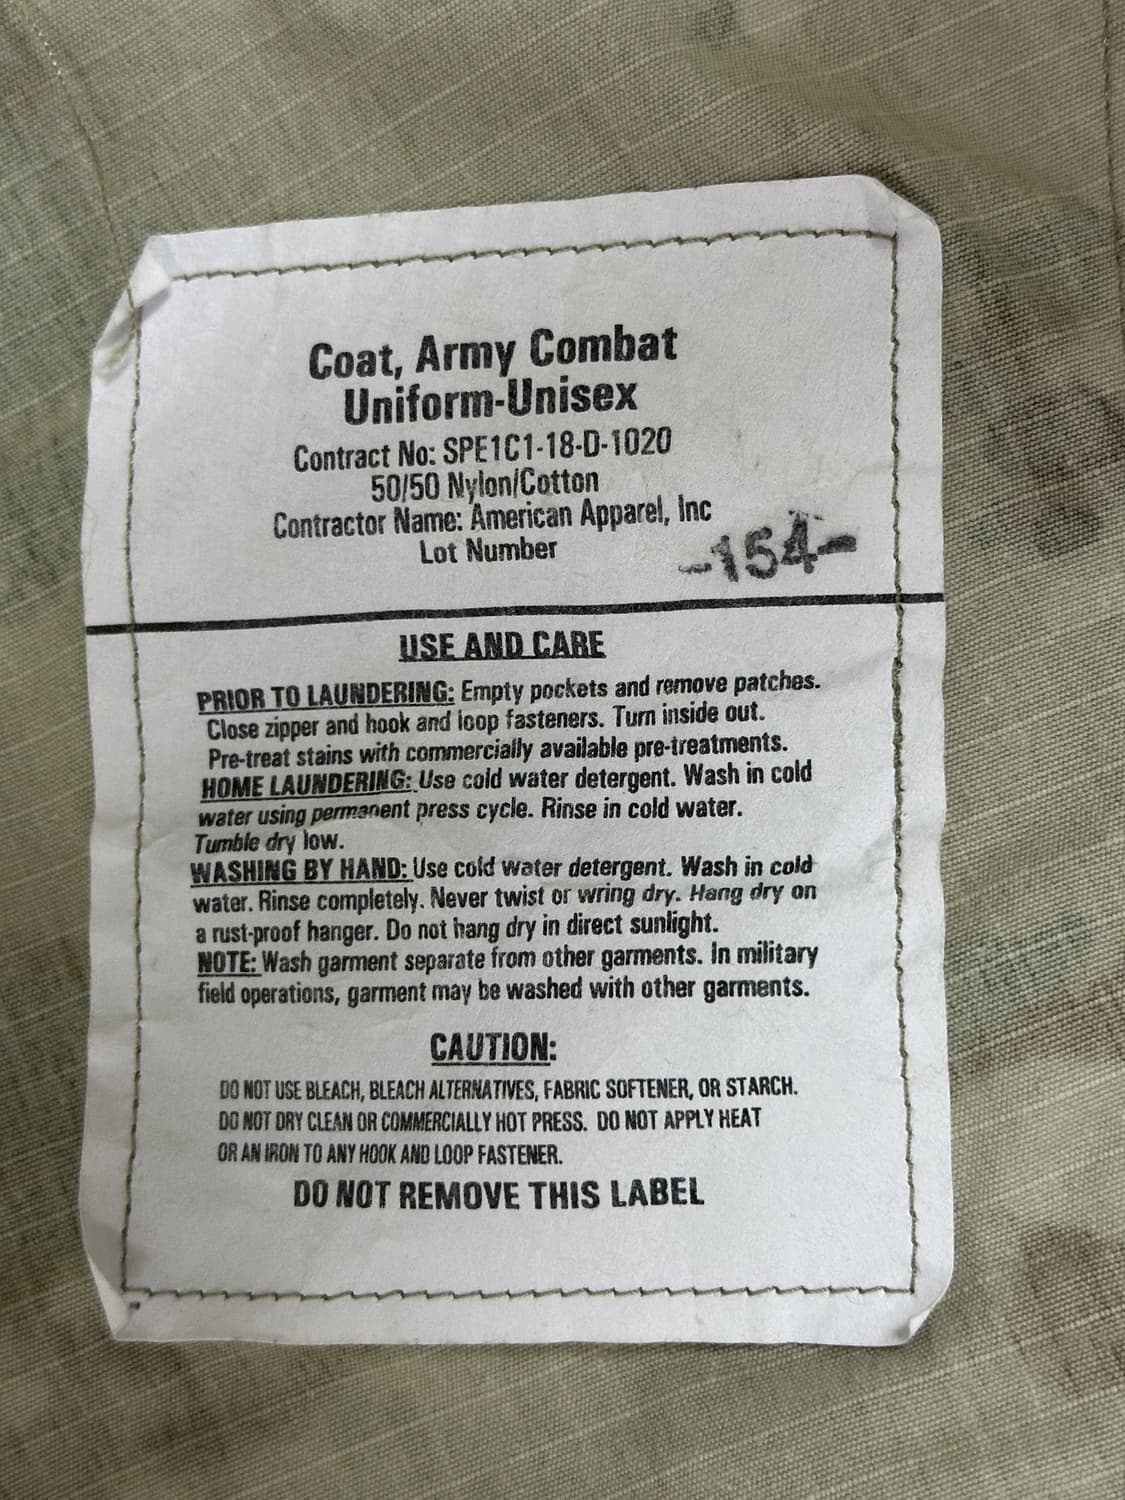 Coat, Army Combat
Uniform-Unisex
Contract No: SPE1C1-18-D-1020
50/50 Nylon/Cotton
Contractor Name: American Apparel, Inc
Lot Number -154-
USE AND CARE
PRIOR TO LAUNDERING: Empty pockets and remove patches.
Close zipper and hook and loop fasteners. Turn inside out.
Pre-treat stains with commercially available pre-treatments.
HOME LAUNDERING: Use cold water detergent. Wash in cold
water using permanent press cycle. Rinse in cold water.
Tumble dry low.
WASHING BY HAND: Use cold water detergent. Wash in cold
water. Rinse completely. Never twist or wring dry. Hang dry on
a rust-proof hanger. Do not hang dry in direct sunlight.
NOTE: Wash garment separate from other garments. In military
field operations, garment may be washed with other garments.
CAUTION:
DO NOT USE BLEACH, BLEACH ALTERNATIVES, FABRIC SOFTENER, OR STARCH.
DO NOT DRY CLEAN OR COMMERCIALLY HOT PRESS. DO NOT APPLY HEAT
OR AN IRON TO ANY HOOK AND LOOP FASTENER.
DO NOT REMOVE THIS LABEL